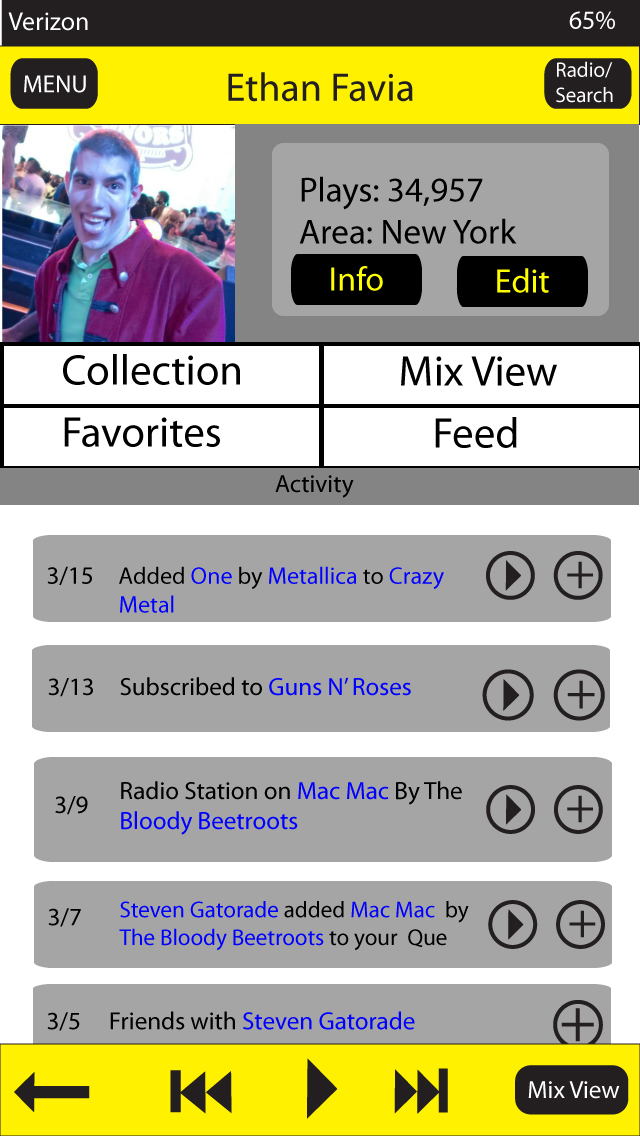 Verizon 65%
MENU Ethan Favia Radio/
Search
Plays: 34,957
Area: New York
Info Edit
Collection Mix View
Favorites Feed
Activity
3/15 Added One by Metallica to Crazy
Metal
3/13 Subscribed to Guns N’ Roses
3/9 Radio Station on Mac Mac By The
Bloody Beetroots
3/7 Steven Gatorade added Mac Mac by
The Bloody Beetroots to your Que
3/5 Friends with Steven Gatorade
Mix View